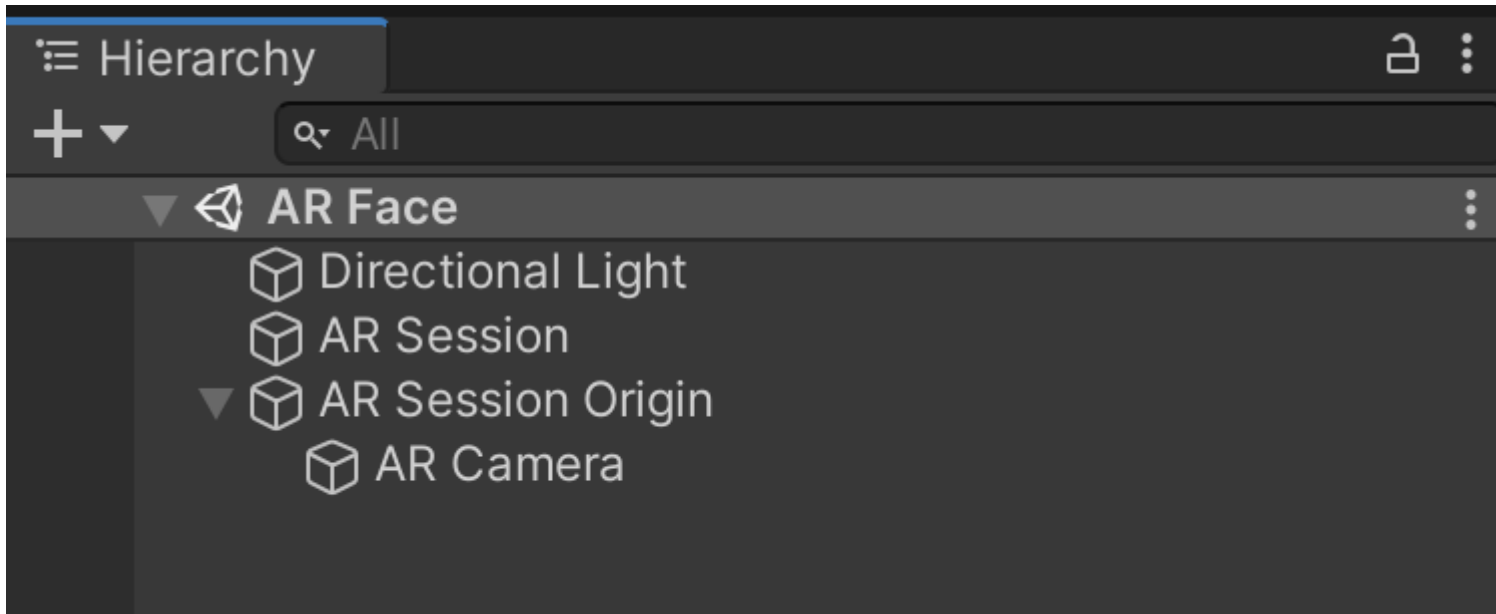 Hierarchy
All
AR Face
Directional Light
AR Session
AR Session Origin
AR Camera